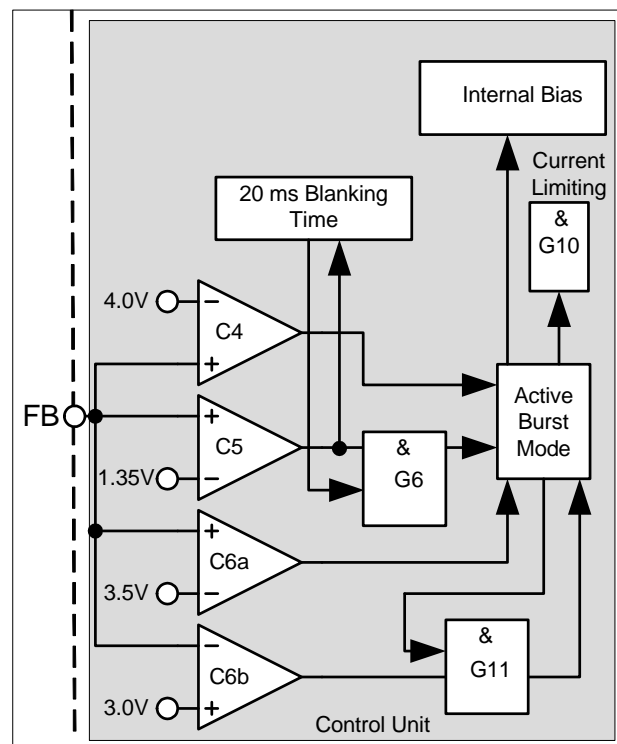 Internal Bias
Current
Limiting
20 ms Blanking
Time
&
G10
4.0V
−
C4
+
FB
+
C5
−
1.35V
&
G6
Active
Burst
Mode
+
C6a
−
3.5V
−
C6b
+
3.0V
&
G11
Control Unit